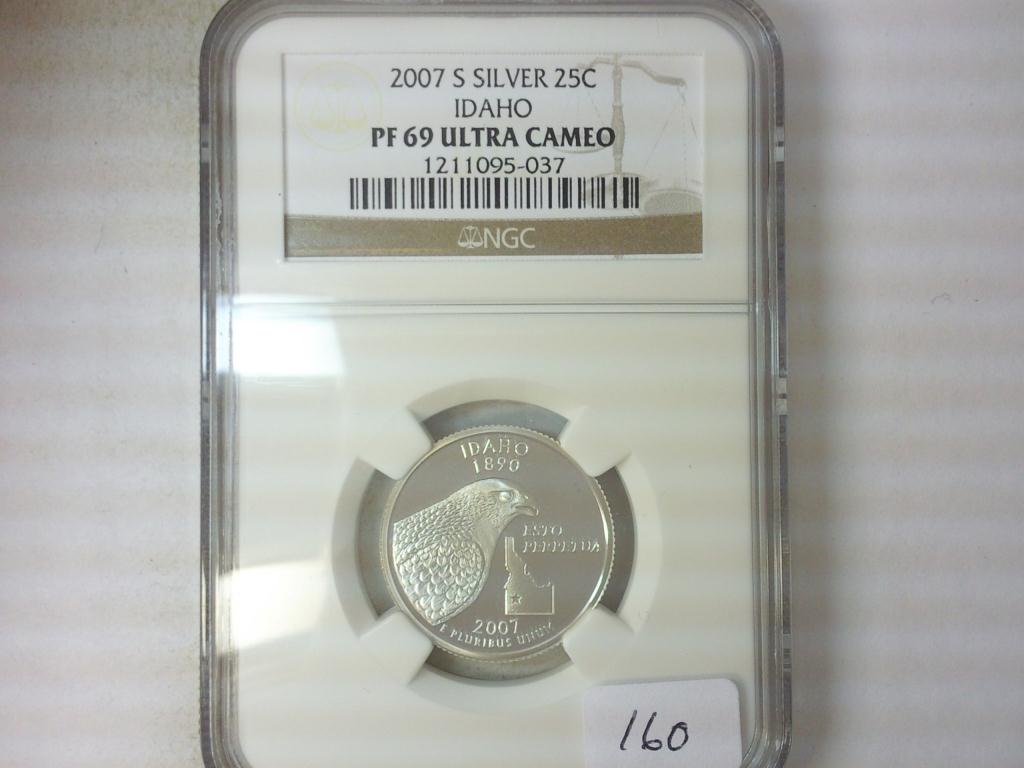 2007 S SILVER 25C
IDAHO
PF 69 ULTRA CAMEO
1211095-037
NGC
IDAHO
1890
ESTO
PERPETUA
2007
E PLURIBUS UNUM
160